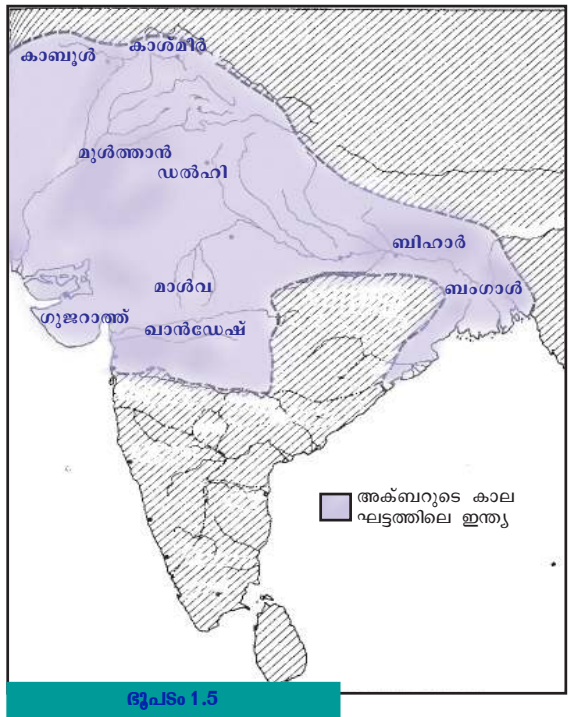 കാബൂൾ
കാശ്മീർ
മുൾത്താൻ
ഡൽഹി
ബിഹാർ
മാൾവ
ബംഗാൾ
ഗുജറാത്ത്
ഖാൻഡേഷ്
അക്ബറുടെ കാല
ഘട്ടത്തിലെ ഇന്ത്യ
ഭൂപടം 1.5